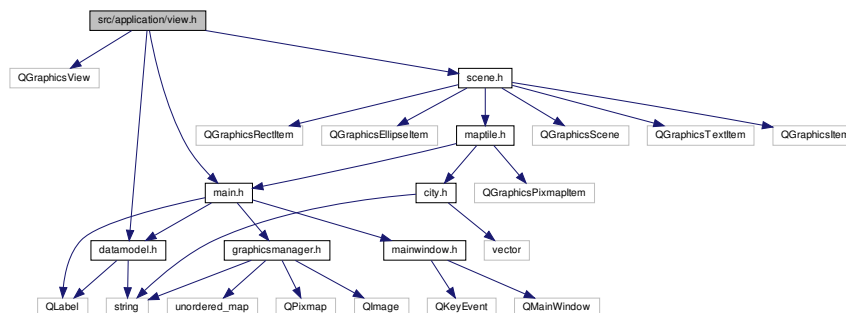 src/application/view.h
QGraphicsView
scene.h
QGraphicsRectItem
QGraphicsEllipseItem
maptile.h
QGraphicsScene
QGraphicsTextItem
QGraphicsItem
main.h
city.h
QGraphicsPixmapItem
datamodel.h
graphicsmanager.h
mainwindow.h
vector
QLabel
string
unordered_map
QPixmap
QImage
QKeyEvent
QMainWindow